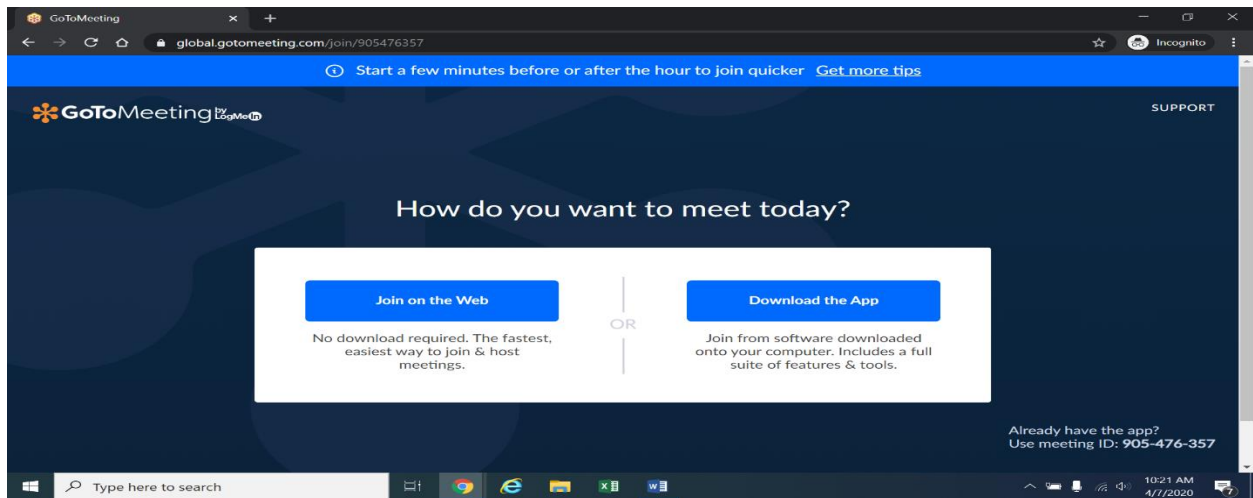 GoToMeeting
global.gotomeeting.com/join/905476357
Incognito
Start a few minutes before or after the hour to join quicker Get more tips
GoToMeeting by LogMeIn
SUPPORT
How do you want to meet today?
Join on the Web
No download required. The fastest,
easiest way to join & host
meetings.
OR
Download the App
Join from software downloaded
onto your computer. Includes a full
suite of features & tools.
Already have the app?
Use meeting ID: 905-476-357
Type here to search
10:21 AM
4/7/2020
7